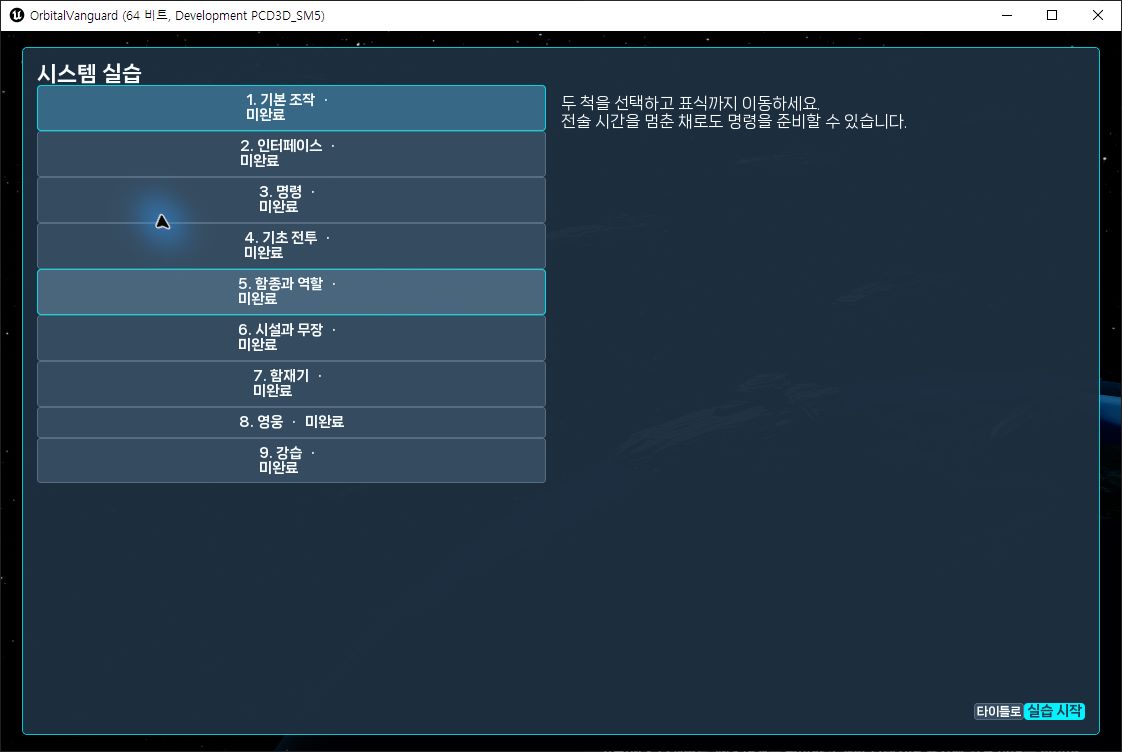 OrbitalVanguard (64 비트, Development PCD3D_SM5)
시스템 실습
1. 기본 조작 ·
미완료
2. 인터페이스 ·
미완료
3. 명령 ·
미완료
4. 기초 전투 ·
미완료
5. 함종과 역할 ·
미완료
6. 시설과 무장 ·
미완료
7. 함재기 ·
미완료
8. 영웅 · 미완료
9. 강습 ·
미완료
두 척을 선택하고 표식까지 이동하세요.
전술 시간을 멈춘 채로도 명령을 준비할 수 있습니다.
타이틀로 실습 시작